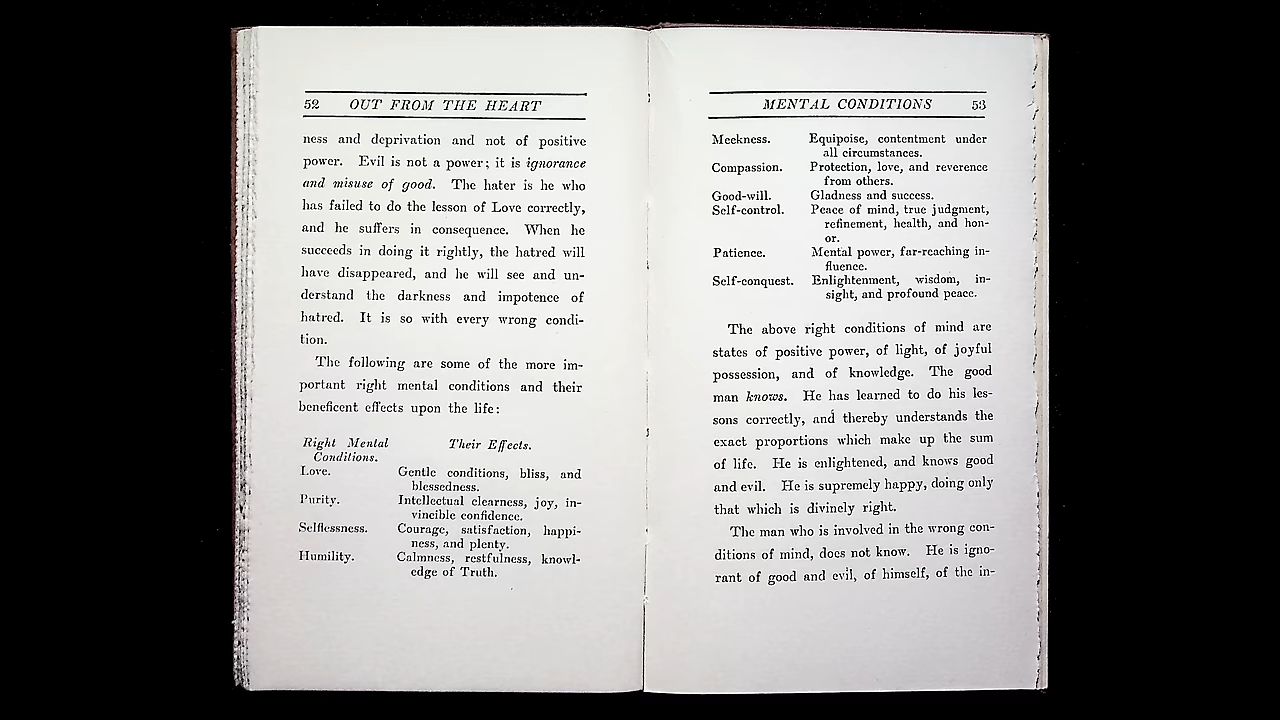 52 OUT FROM THE HEART
ness and deprivation and not of positive
power. Evil is not a power; it is ignorance
and misuse of good. The hater is he who
has failed to do the lesson of Love correctly,
and he suffers in consequence. When he
succeeds in doing it rightly, the hatred will
have disappeared, and he will see and un-
derstand the darkness and impotence of
hatred. It is so with every wrong condi-
tion.
The following are some of the more im-
portant right mental conditions and their
beneficent effects upon the life:
Right Mental Their Effects.
Conditions.
Love. Gentle conditions, bliss, and
blessedness.
Purity. Intellectual clearness, joy, in-
vincible confidence.
Selflessness. Courage, satisfaction, happi-
ness, and plenty.
Humility. Calmness, restfulness, knowl-
edge of Truth.
MENTAL CONDITIONS 53
Meekness. Equipoise, contentment under
all circumstances.
Compassion. Protection, love, and reverence
from others.
Good-will. Gladness and success.
Self-control. Peace of mind, true judgment,
refinement, health, and hon-
or.
Patience. Mental power, far-reaching in-
fluence.
Self-conquest. Enlightenment, wisdom, in-
sight, and profound peace.
The above right conditions of mind are
states of positive power, of light, of joyful
possession, and of knowledge. The good
man knows. He has learned to do his les-
sons correctly, and thereby understands the
exact proportions which make up the sum
of life. He is enlightened, and knows good
and evil. He is supremely happy, doing only
that which is divinely right.
The man who is involved in the wrong con-
ditions of mind, does not know. He is igno-
rant of good and evil, of himself, of the in-